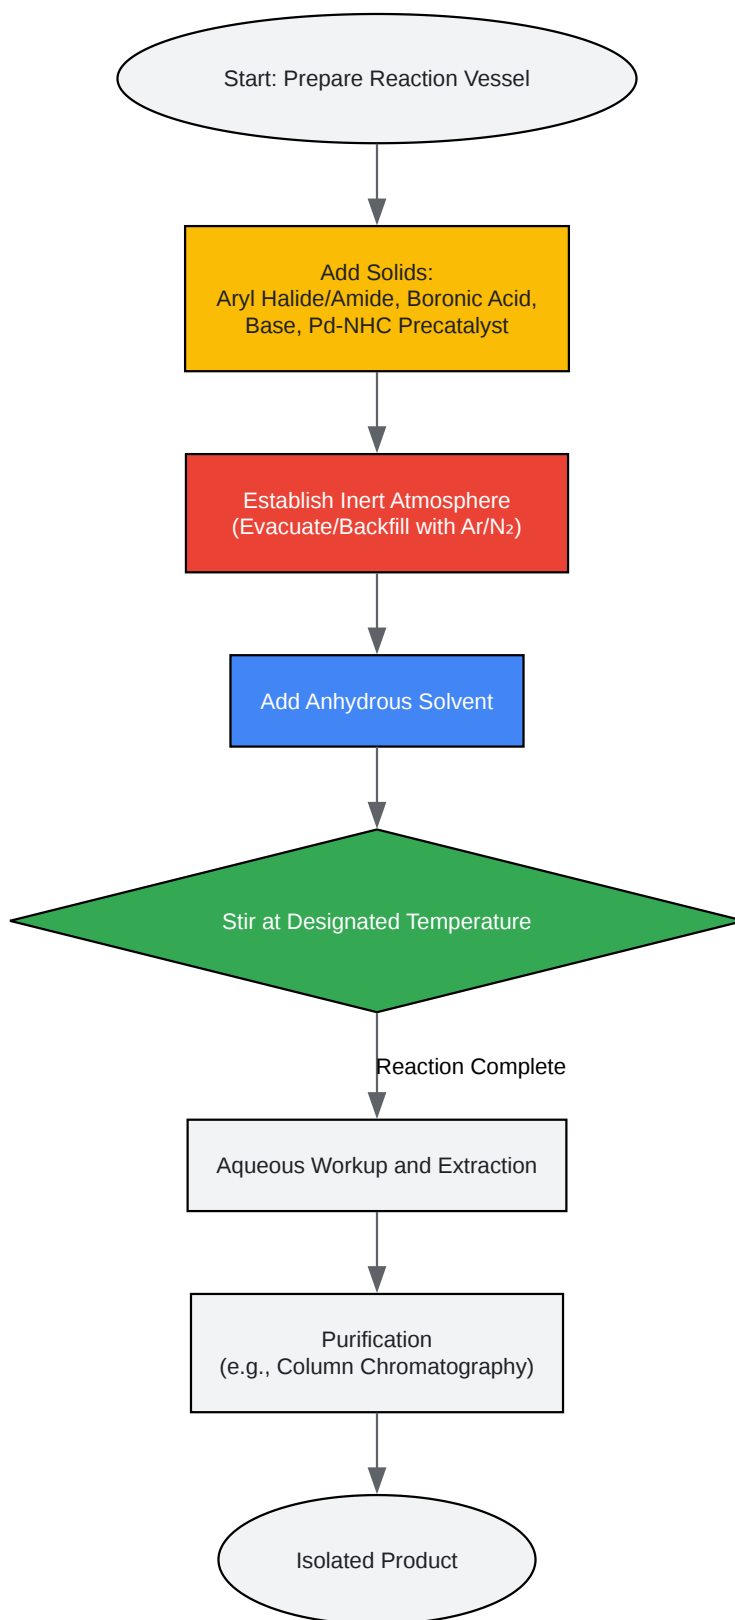 Start: Prepare Reaction Vessel
Add Solids:
Aryl Halide/Amide, Boronic Acid,
Base, Pd-NHC Precatalyst
Establish Inert Atmosphere
(Evacuate/Backfill with Ar/N₂)
Add Anhydrous Solvent
Stir at Designated Temperature
Reaction Complete
Aqueous Workup and Extraction
Purification
(e.g., Column Chromatography)
Isolated Product